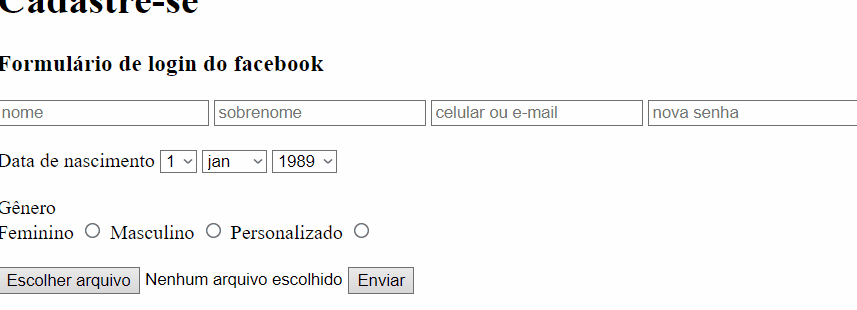 Cadastre-se
Formulário de login do facebook
nome sobrenome celular ou e-mail nova senha
Data de nascimento 1 jan 1989
Gênero
Feminino Masculino Personalizado
Escolher arquivo Nenhum arquivo escolhido Enviar